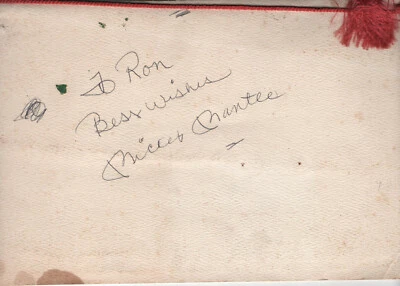 To Ron
Best Wishes
Mickey Mantle